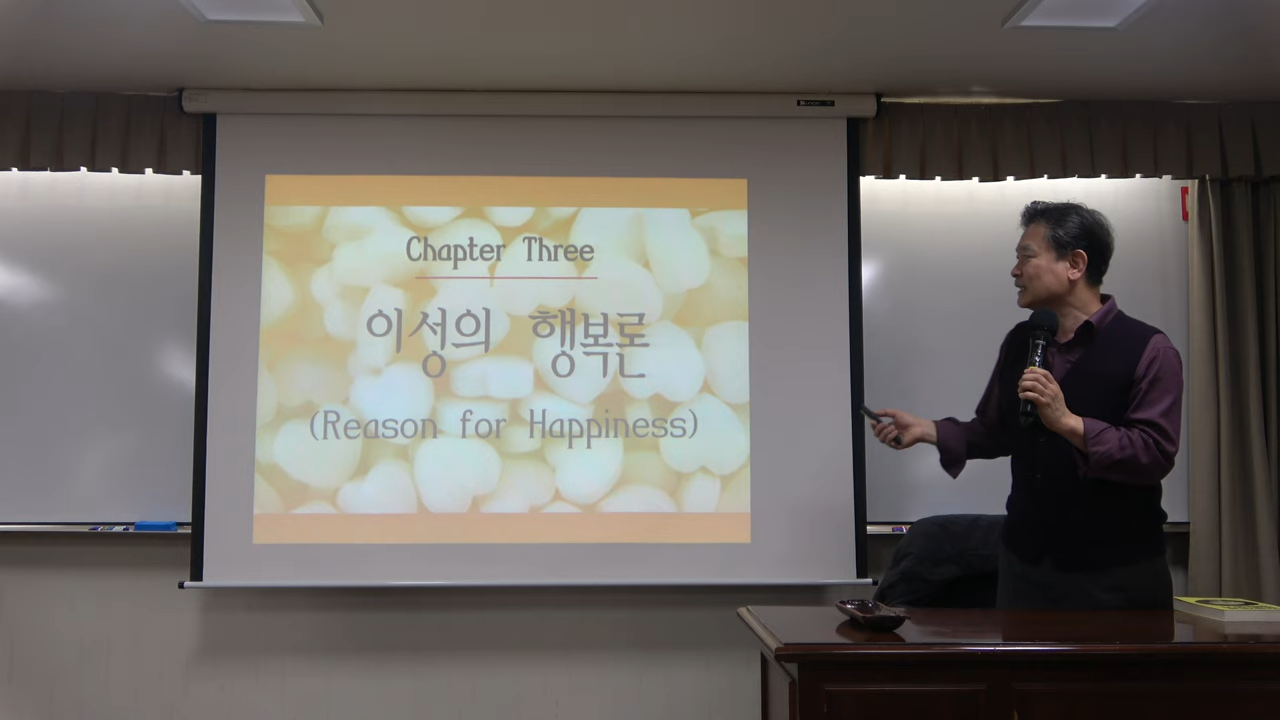 Chapter Three
이성의 행복론
(Reason for Happiness)